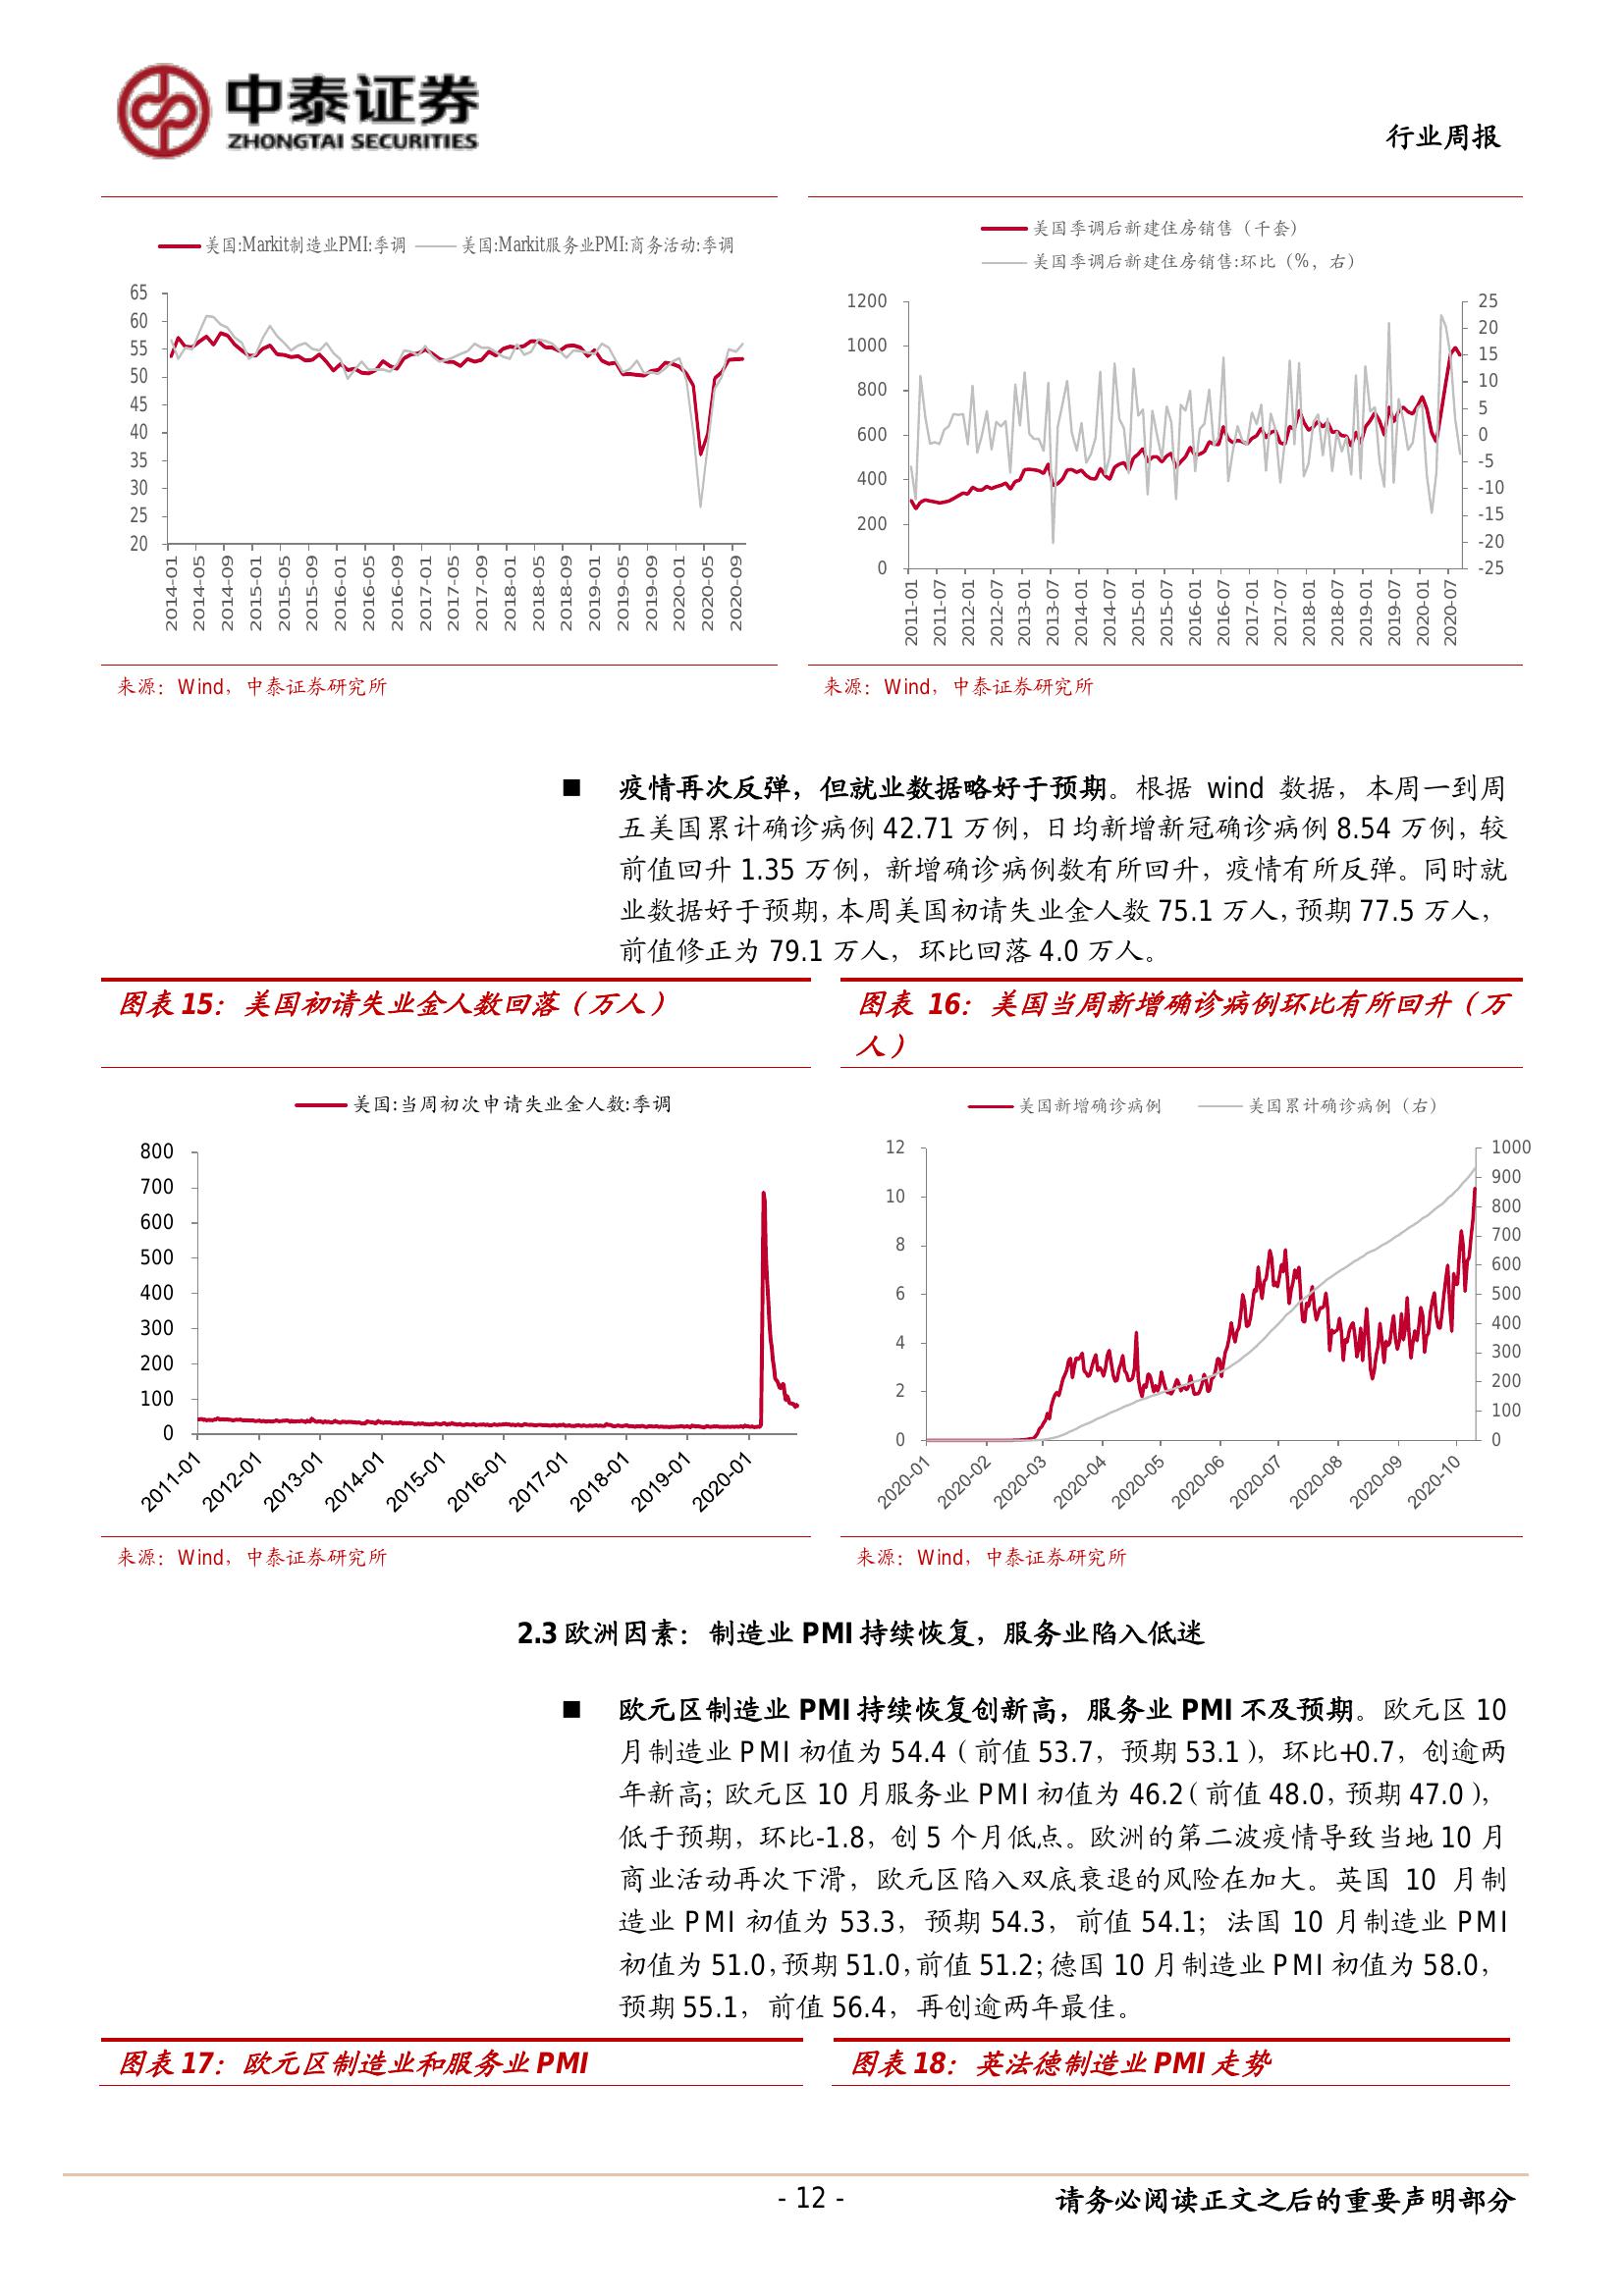 中泰证券
ZHONGTAI SECURITIES
行业周报
美国:Markit制造业PMI:季调 美国:Markit服务业PMI:商务活动:季调
65
60
55
50
45
40
35
30
25
20
2014-01 2014-05 2014-09 2015-01 2015-05 2015-09 2016-01 2016-05 2016-09 2017-01 2017-05 2017-09 2018-01 2018-05 2018-09 2019-01 2019-05 2019-09 2020-01 2020-05 2020-09
美国季调后新建住房销售（千套）
美国季调后新建住房销售:环比（%，右）
1200
1000
800
600
400
200
0
25
20
15
10
5
0
-5
-10
-15
-20
-25
2011-01 2011-07 2012-01 2012-07 2013-01 2013-07 2014-01 2014-07 2015-01 2015-07 2016-01 2016-07 2017-01 2017-07 2018-01 2018-07 2019-01 2019-07 2020-01 2020-07
来源：Wind，中泰证券研究所
来源：Wind，中泰证券研究所
■ 疫情再次反弹，但就业数据略好于预期。根据 wind 数据，本周一到周
五美国累计确诊病例 42.71 万例，日均新增新冠确诊病例 8.54 万例，较
前值回升 1.35 万例，新增确诊病例数有所回升，疫情有所反弹。同时就
业数据好于预期，本周美国初请失业金人数 75.1 万人，预期 77.5 万人，
前值修正为 79.1 万人，环比回落 4.0 万人。
图表 15：美国初请失业金人数回落（万人）
图表 16：美国当周新增确诊病例环比有所回升（万
人）
美国:当周初次申请失业金人数:季调
800
700
600
500
400
300
200
100
0
2011-01 2012-01 2013-01 2014-01 2015-01 2016-01 2017-01 2018-01 2019-01 2020-01
美国新增确诊病例 美国累计确诊病例（右）
12
10
8
6
4
2
0
1000
900
800
700
600
500
400
300
200
100
0
2020-01 2020-02 2020-03 2020-04 2020-05 2020-06 2020-07 2020-08 2020-09 2020-10
来源：Wind，中泰证券研究所
来源：Wind，中泰证券研究所
2.3 欧洲因素：制造业 PMI 持续恢复，服务业陷入低迷
■ 欧元区制造业 PMI 持续恢复创新高，服务业 PMI 不及预期。欧元区 10
月制造业 PMI 初值为 54.4（前值 53.7，预期 53.1），环比+0.7，创逾两
年新高；欧元区 10 月服务业 PMI 初值为 46.2（前值 48.0，预期 47.0），
低于预期，环比-1.8，创 5 个月低点。欧洲的第二波疫情导致当地 10 月
商业活动再次下滑，欧元区陷入双底衰退的风险在加大。英国 10 月制
造业 PMI 初值为 53.3，预期 54.3，前值 54.1；法国 10 月制造业 PMI
初值为 51.0，预期 51.0，前值 51.2；德国 10 月制造业 PMI 初值为 58.0，
预期 55.1，前值 56.4，再创逾两年最佳。
图表 17：欧元区制造业和服务业 PMI
图表 18：英法德制造业 PMI 走势
- 12 -
请务必阅读正文之后的重要声明部分